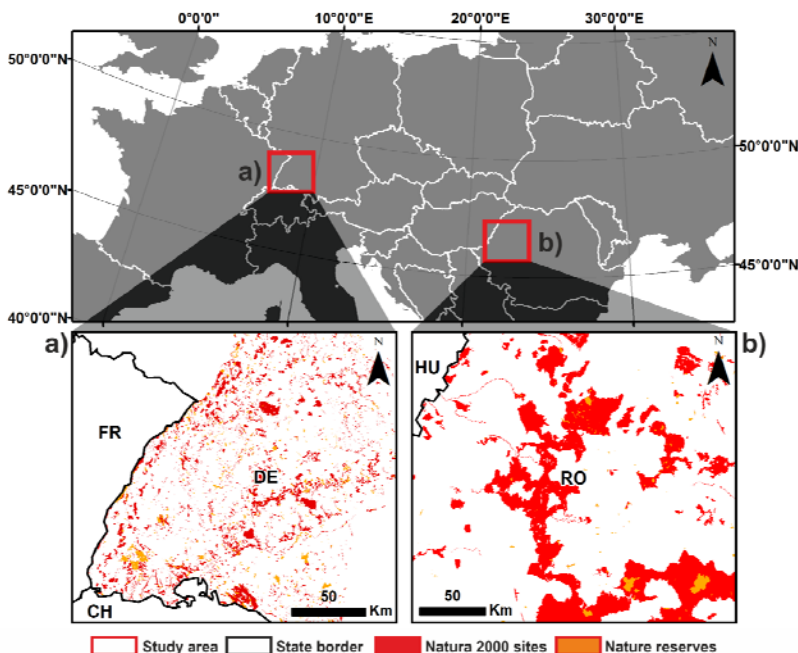 0°0'0" 10°0'0"E 20°0'0"E 30°0'0"E
N
50°0'0"N
50°0'0"N
a)
45°0'0"N
b)
45°0'0"N
40°0'0"N
a) N
FR
DE
CH
50
Km
HU N b)
RO
50
Km
Study area State border Natura 2000 sites Nature reserves